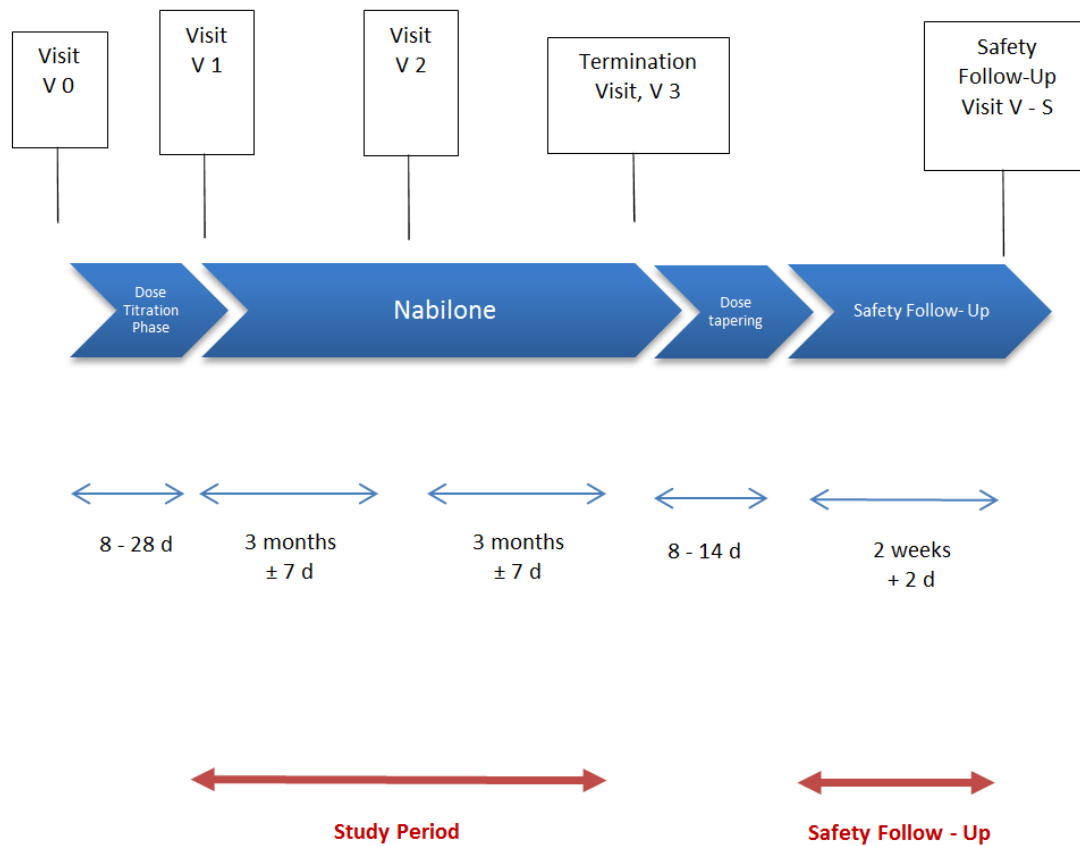 Visit
V 0
Visit
V 1
Visit
V 2
Termination
Visit, V 3
Safety
Follow-Up
Visit V - S
Dose
Titration
Phase
Nabilone
Dose
tapering
Safety Follow- Up
8 - 28 d
3 months
± 7 d
3 months
± 7 d
8 - 14 d
2 weeks
+ 2 d
Study Period
Safety Follow - Up